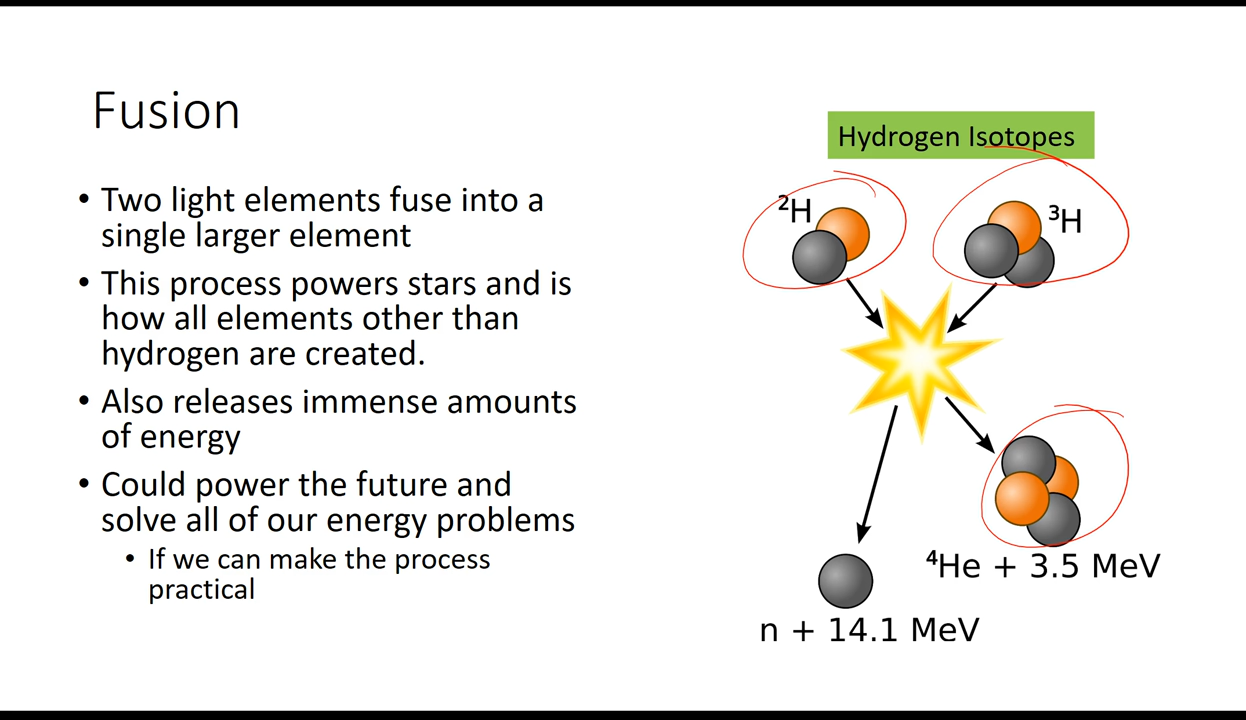 Fusion
• Two light elements fuse into a
single larger element
• This process powers stars and is
how all elements other than
hydrogen are created.
• Also releases immense amounts
of energy
• Could power the future and
solve all of our energy problems
• If we can make the process
practical
Hydrogen Isotopes
²H
³H
⁴He + 3.5 MeV
n + 14.1 MeV